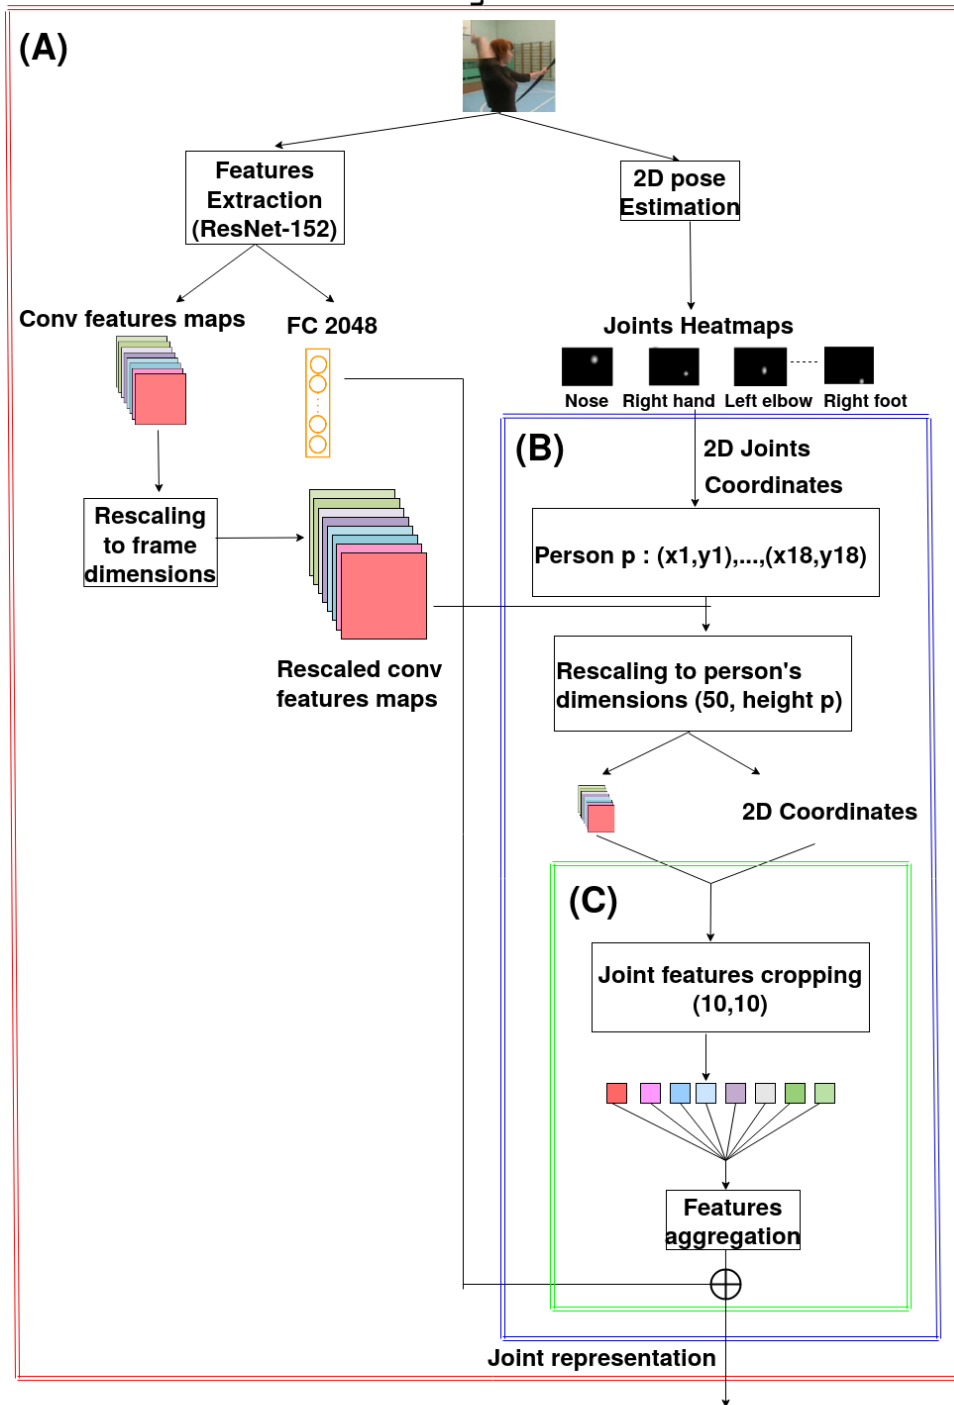 (A)
Features
Extraction
(ResNet-152)
2D pose
Estimation
Conv features maps
FC 2048
Joints Heatmaps
Nose
Right hand
Left elbow
Right foot
(B)
2D Joints
Coordinates
Rescaling
to frame
dimensions
Person p : (x1,y1),...,(x18,y18)
Rescaled conv
features maps
Rescaling to person's
dimensions (50, height p)
2D Coordinates
(C)
Joint features cropping
(10,10)
Features
aggregation
Joint representation